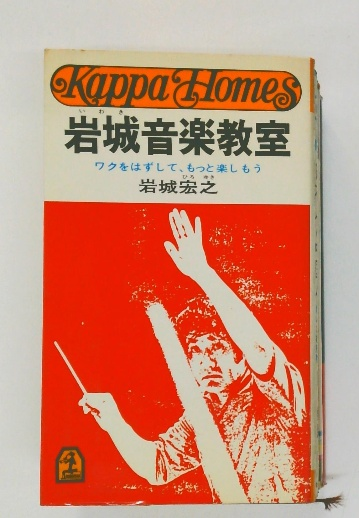 Kappa Homes
いわき
岩城音楽教室
ワクをはずして、もっと楽しもう
ひろ ゆき
岩城宏之